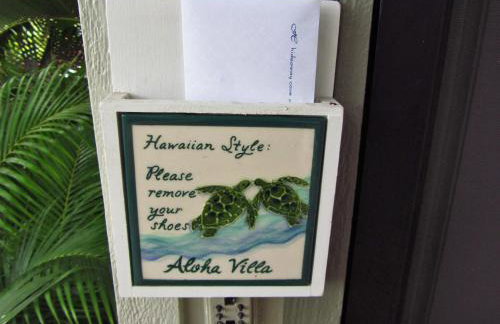 Hawaiian Style:
Please
remove
your
shoes
Aloha Villa